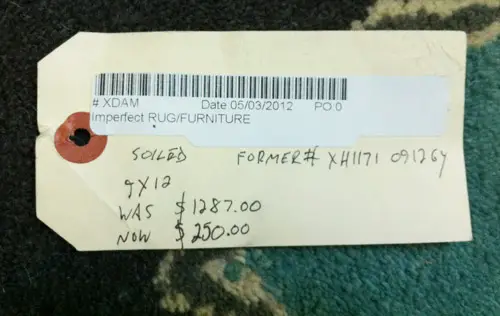 # XDAM Date 05/03/2012 PO 0
Imperfect RUG/FURNITURE
SOILED FORMER# XH1171 09126Y
9X12
WAS $1287.00
NOW $250.00